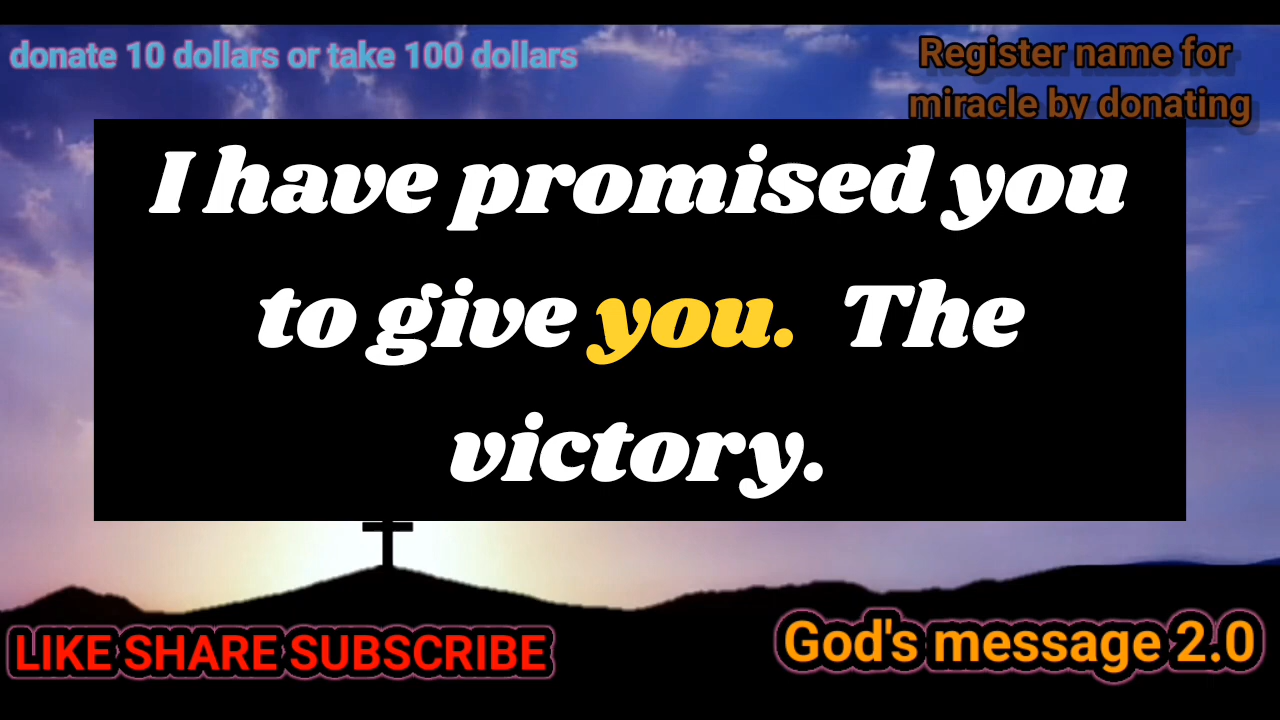 donate 10 dollars or take 100 dollars
Register name for
miracle by donating
I have promised you
to give you. The
victory.
LIKE SHARE SUBSCRIBE
God's message 2.0